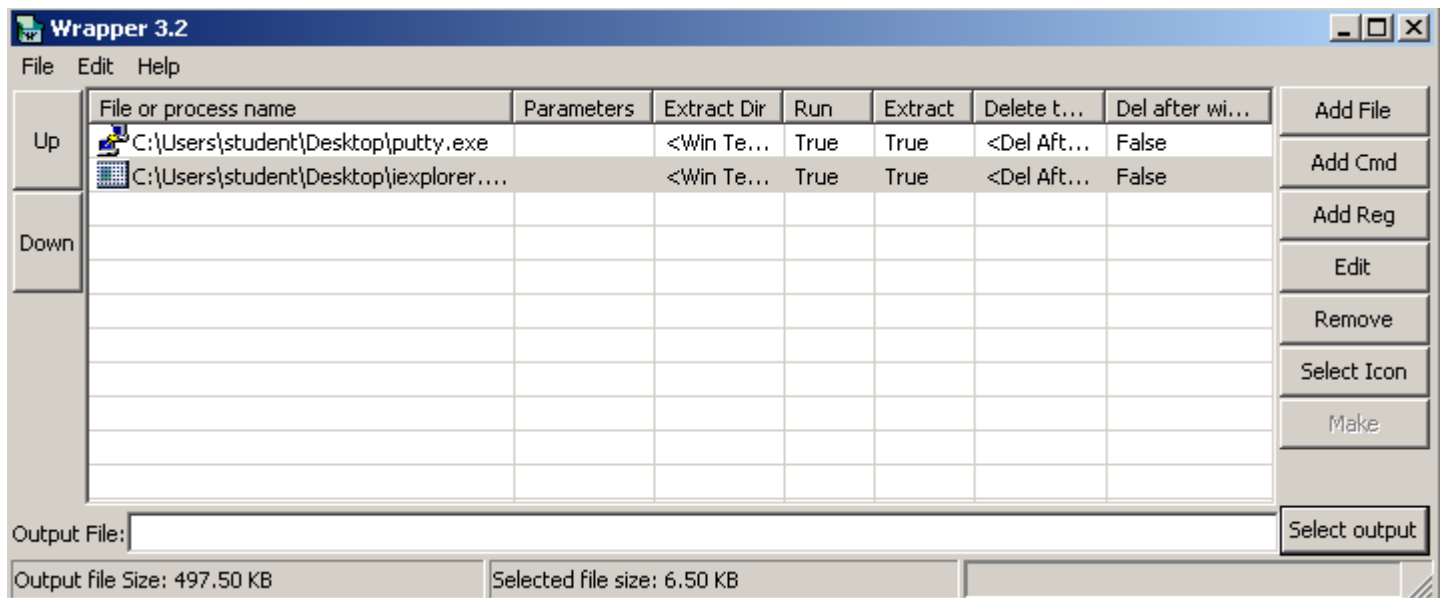 Wrapper 3.2
File Edit Help
File or process name Parameters Extract Dir Run Extract Delete t... Del after wi...
C:\Users\student\Desktop\putty.exe <Win Te... True True <Del Aft... False
C:\Users\student\Desktop\iexplorer.... <Win Te... True True <Del Aft... False
Up
Down
Add File
Add Cmd
Add Reg
Edit
Remove
Select Icon
Make
Output File:
Select output
Output file Size: 497.50 KB Selected file size: 6.50 KB